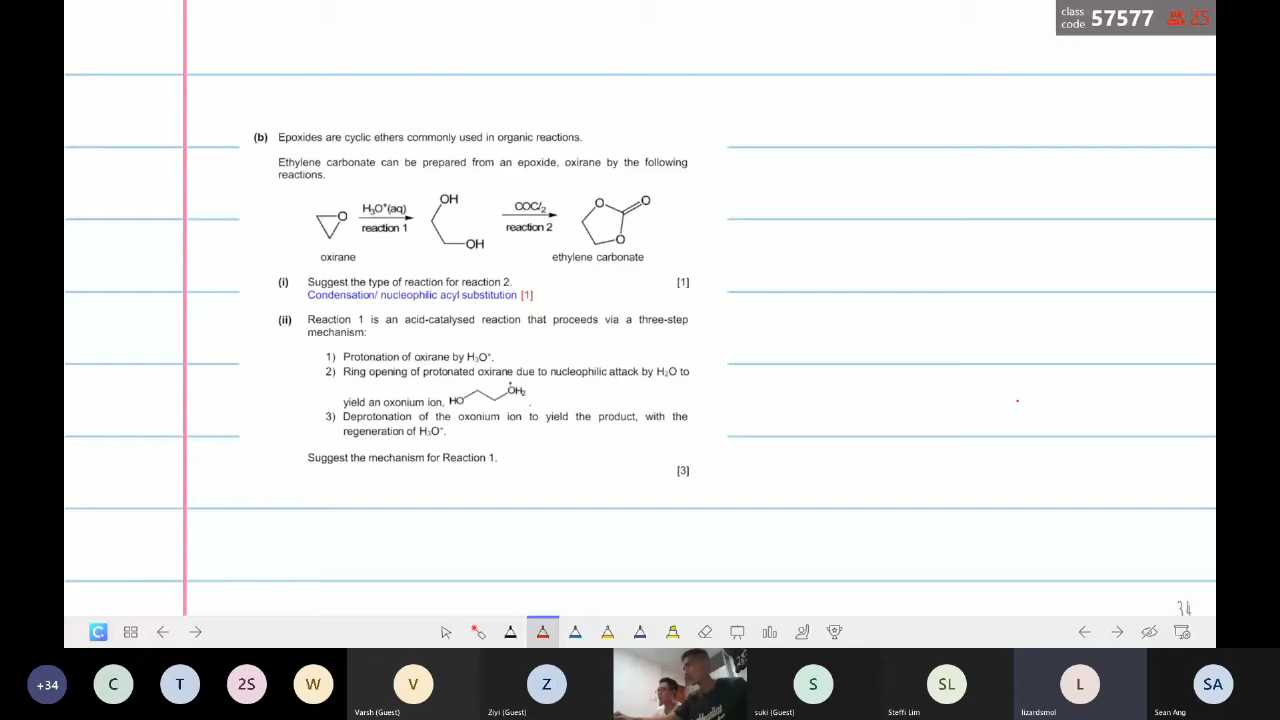 class
code 57577 25
(b) Epoxides are cyclic ethers commonly used in organic reactions.
Ethylene carbonate can be prepared from an epoxide, oxirane by the following
reactions.
O H₃O⁺(aq) reaction 1 OH OH COCl₂ reaction 2 O O O
oxirane ethylene carbonate
(i) Suggest the type of reaction for reaction 2. [1]
Condensation/ nucleophilic acyl substitution [1]
(ii) Reaction 1 is an acid-catalysed reaction that proceeds via a three-step
mechanism:
1) Protonation of oxirane by H₃O⁺.
2) Ring opening of protonated oxirane due to nucleophilic attack by H₂O to
yield an oxonium ion, HO OH₂⁺ .
3) Deprotonation of the oxonium ion to yield the product, with the
regeneration of H₃O⁺.
Suggest the mechanism for Reaction 1.
[3]
34
C
+34 C T 2S W V Z S SL L SA
Varsh (Guest) Ziyi (Guest) suki (Guest) Steffi Lim lizardsmol Sean Ang